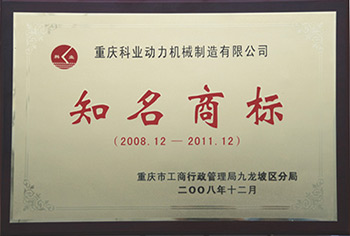 重庆科业动力机械制造有限公司
科业
知名商标
(2008.12 — 2011.12)
重庆市工商行政管理局九龙坡区分局
二〇〇八年十二月